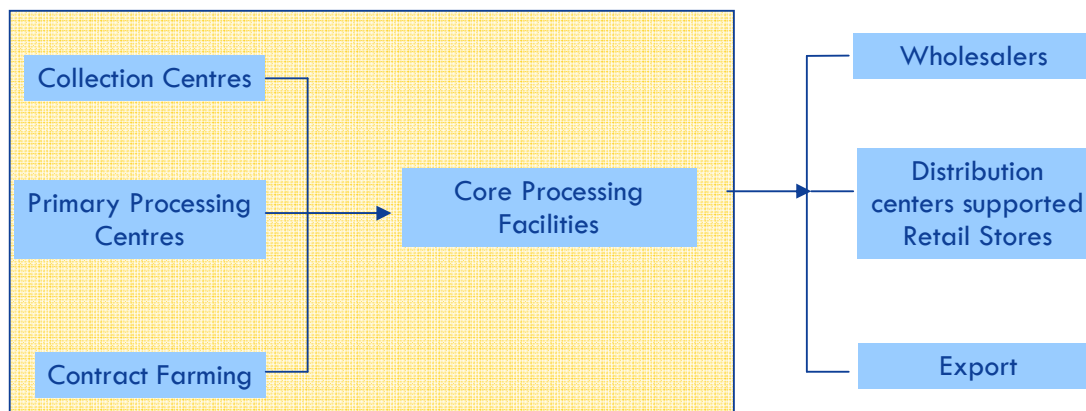 Collection Centres
Primary Processing
Centres
Contract Farming
Core Processing
Facilities
Wholesalers
Distribution
centers supported
Retail Stores
Export